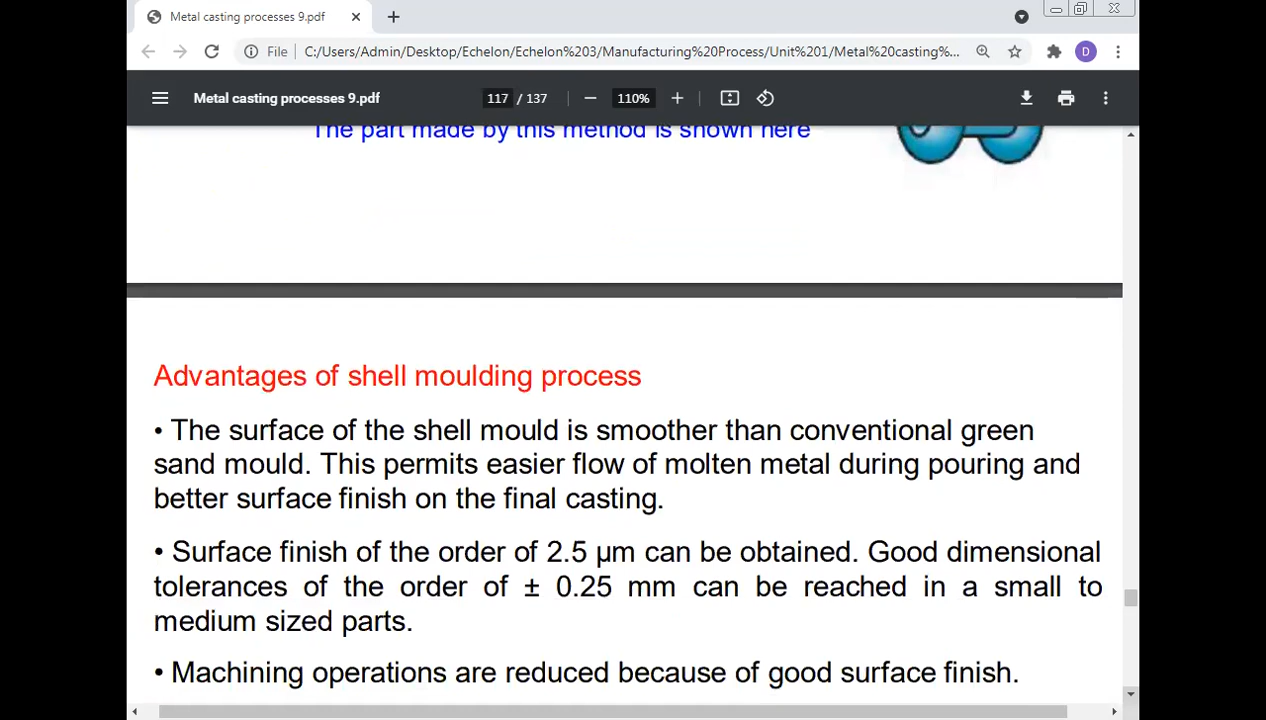 Metal casting processes 9.pdf
File C:/Users/Admin/Desktop/Echelon/Echelon%203/Manufacturing%20Process/Unit%201/Metal%20casting%... D
Metal casting processes 9.pdf 117 / 137 110%
The part made by this method is shown here
Advantages of shell moulding process
• The surface of the shell mould is smoother than conventional green
sand mould. This permits easier flow of molten metal during pouring and
better surface finish on the final casting.
• Surface finish of the order of 2.5 µm can be obtained. Good dimensional
tolerances of the order of ± 0.25 mm can be reached in a small to
medium sized parts.
• Machining operations are reduced because of good surface finish.